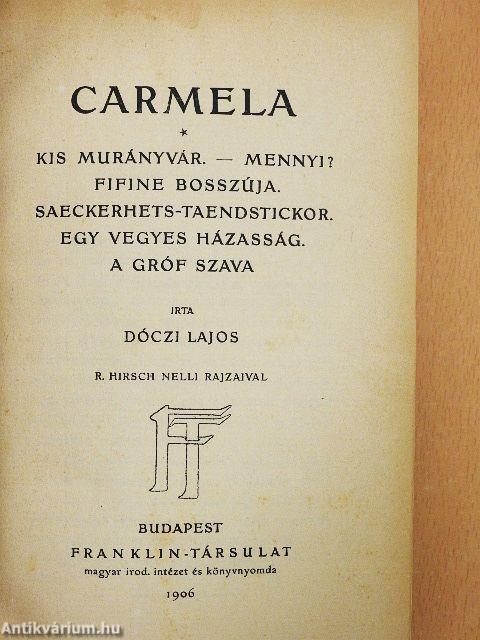 CARMELA
*
KIS MURÁNYVÁR. — MENNYI?
FIFINE BOSSZÚJA.
SAECKERHETS-TAENDSTICKOR.
EGY VEGYES HÁZASSÁG.
A GRÓF SZAVA
IRTA
DÓCZI LAJOS
R. HIRSCH NELLI RAJZAIVAL
FT
BUDAPEST
FRANKLIN-TÁRSULAT
magyar irod. intézet és könyvnyomda
1906
Antikvárium.hu